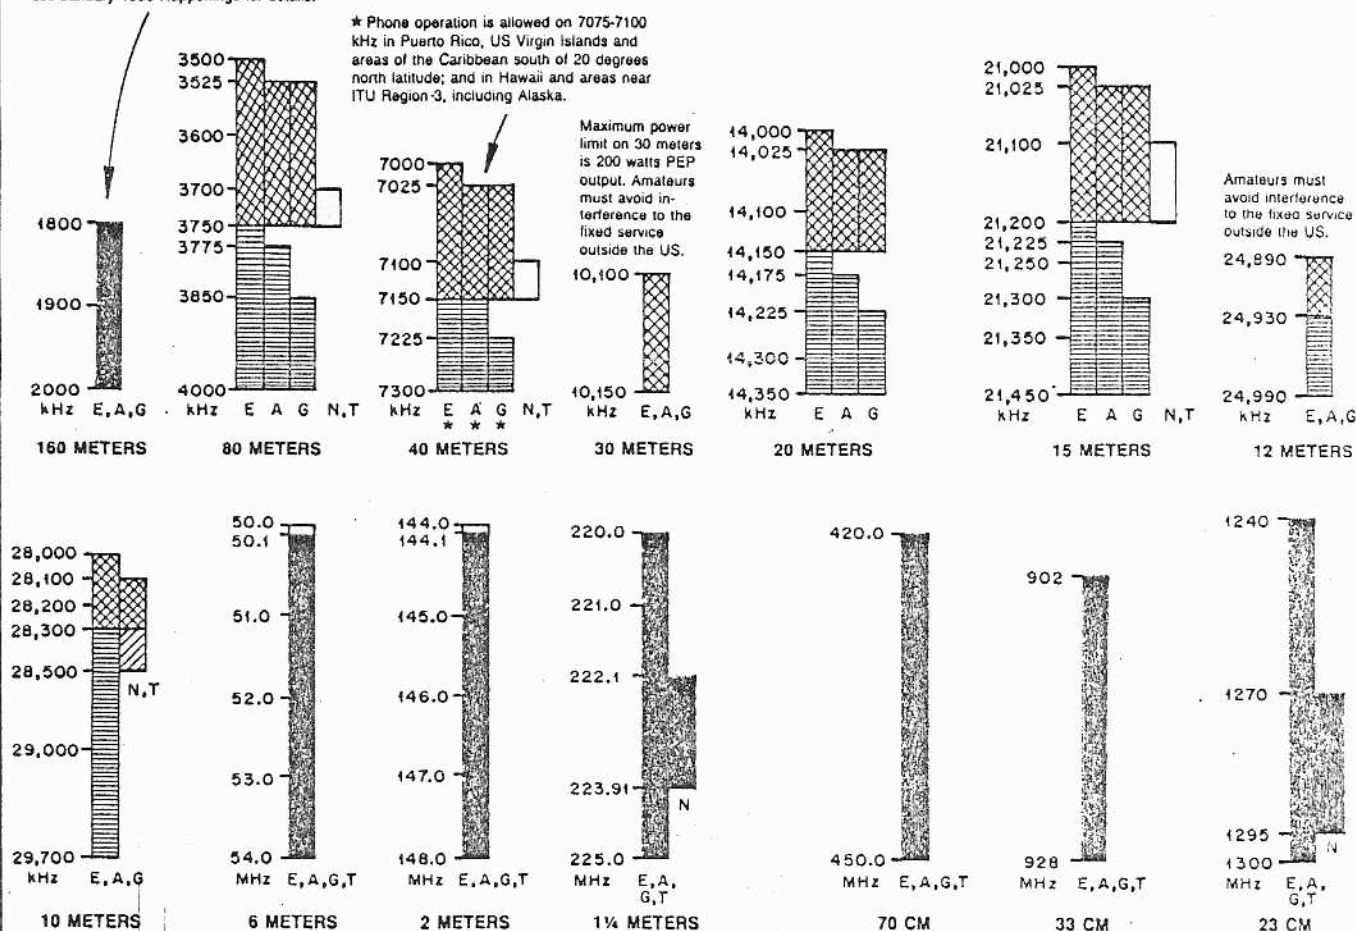 ★ Phone operation is allowed on 7075-7100
kHz in Puerto Rico, US Virgin Islands and
areas of the Caribbean south of 20 degrees
north latitude; and in Hawaii and areas near
ITU Region-3, including Alaska.
1800
1900
2000
kHz E,A,G
160 METERS
3500
3525
3600
3700
3750
3775
3850
4000
kHz E A G N,T
80 METERS
7000
7025
7100
7150
7225
7300
kHz E A G N,T
★ ★ ★
40 METERS
Maximum power
limit on 30 meters
is 200 watts PEP
output. Amateurs
must avoid in-
terference to the
fixed service
outside the US.
10,100
10,150
kHz E,A,G
30 METERS
14,000
14,025
14,100
14,150
14,175
14,225
14,300
14,350
kHz E A G
20 METERS
21,000
21,025
21,100
21,200
21,225
21,250
21,300
21,350
21,450
kHz E A G N,T
15 METERS
Amateurs must
avoid interference
to the fixed service
outside the US.
24,890
24,930
24,990
kHz E,A,G
12 METERS
28,000
28,100
28,200
28,300
28,500
N,T
29,000
29,700
kHz E,A,G
10 METERS
50.0
50.1
51.0
52.0
53.0
54.0
MHz E,A,G,T
6 METERS
144.0
144.1
145.0
146.0
147.0
148.0
MHz E,A,G,T
2 METERS
220.0
221.0
222.1
223.91
N
225.0
MHz E,A,
G,T
1¼ METERS
420.0
450.0
MHz E,A,G,T
70 CM
902
928
MHz E,A,G,T
33 CM
1240
1270
1295
N
1300
MHz E,A,
G,T
23 CM